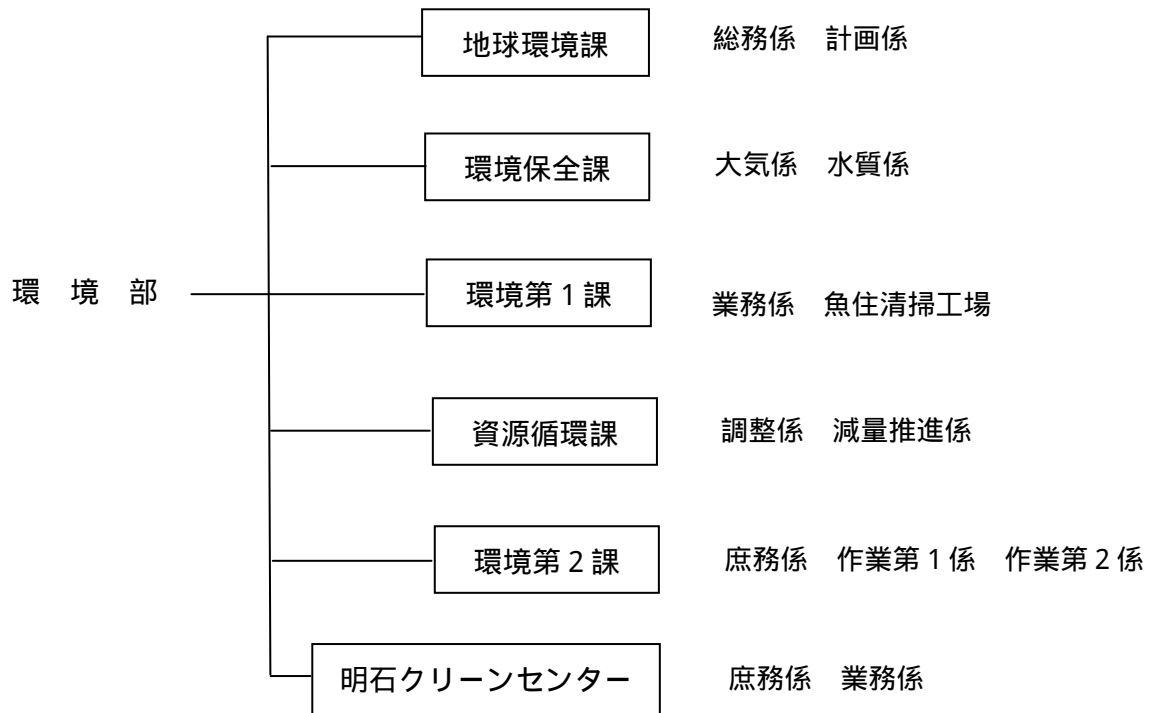 地球環境課 総務係 計画係
環境保全課 大気係 水質係
環 境 部 環境第1課 業務係 魚住清掃工場
資源循環課 調整係 減量推進係
環境第2課 庶務係 作業第1係 作業第2係
明石クリーンセンター 庶務係 業務係